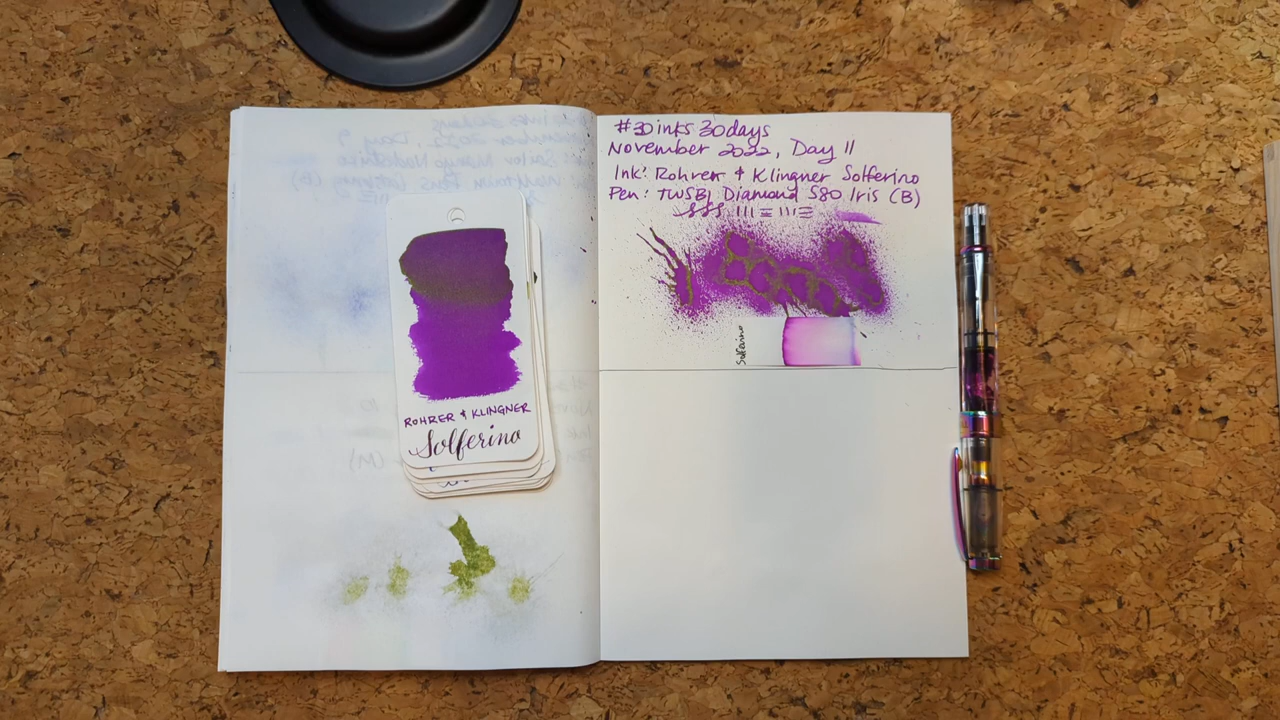 #30inks30days
November 2022, Day 11
Ink: Rohrer & Klingner Solferino
Pen: TWSBI Diamond 580 Iris (B)
Solferino
ROHRER & KLINGNER
Solferino